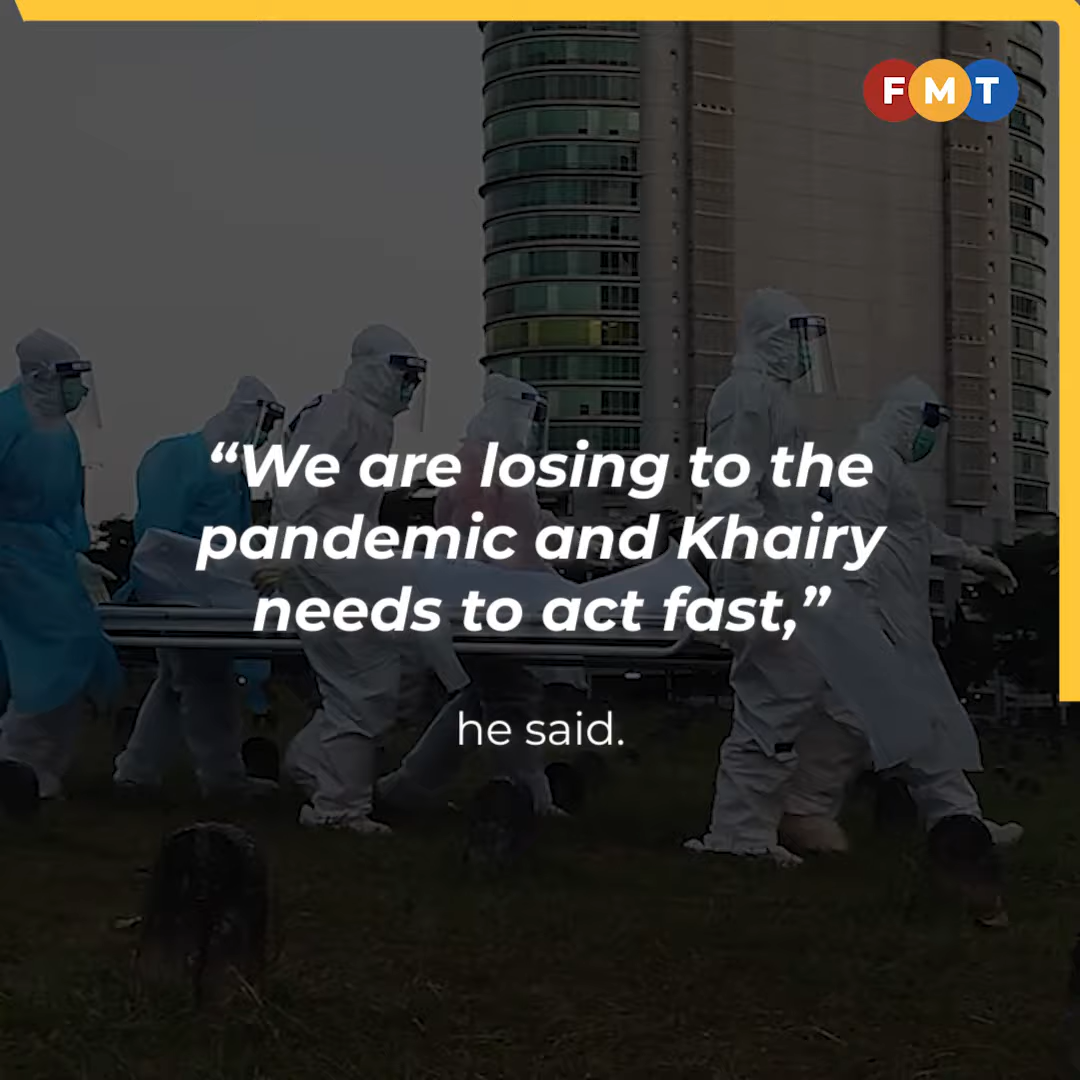 FMT
“We are losing to the
pandemic and Khairy
needs to act fast,”
he said.